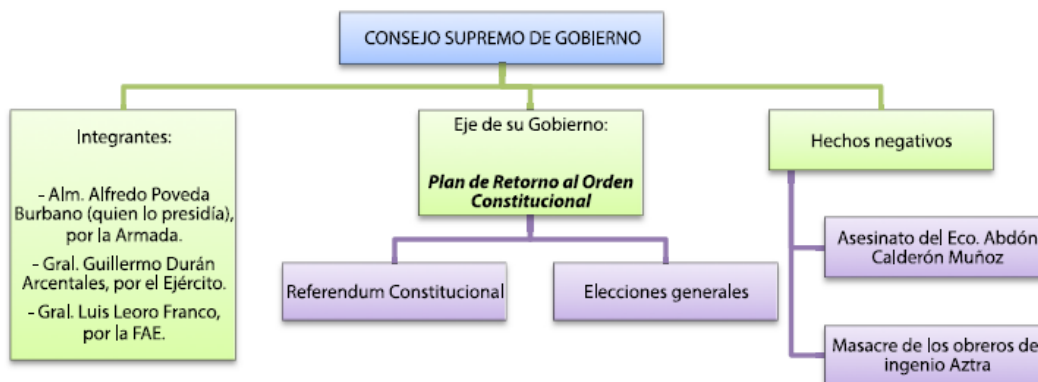 CONSEJO SUPREMO DE GOBIERNO
Integrantes:
- Alm. Alfredo Poveda
Burbano (quien lo presidía),
por la Armada.
- Gral. Guillermo Durán
Arcentales, por el Ejército.
- Gral. Luis Leoro Franco,
por la FAE.
Eje de su Gobierno:
Plan de Retorno al Orden
Constitucional
Referendum Constitucional
Elecciones generales
Hechos negativos
Asesinato del Eco. Abdón
Calderón Muñoz
Masacre de los obreros de
ingenio Aztra